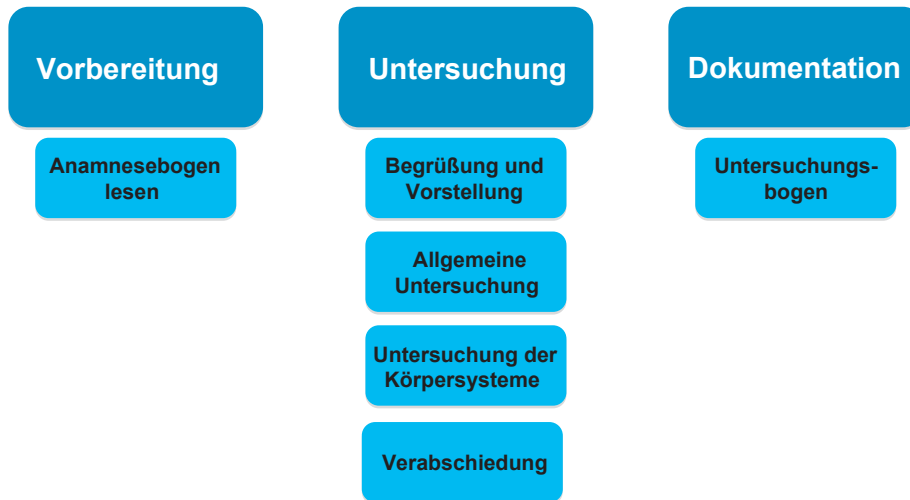 Vorbereitung
Anamnesebogen
lesen
Untersuchung
Begrüßung und
Vorstellung
Allgemeine
Untersuchung
Untersuchung der
Körpersysteme
Verabschiedung
Dokumentation
Untersuchungs-
bogen